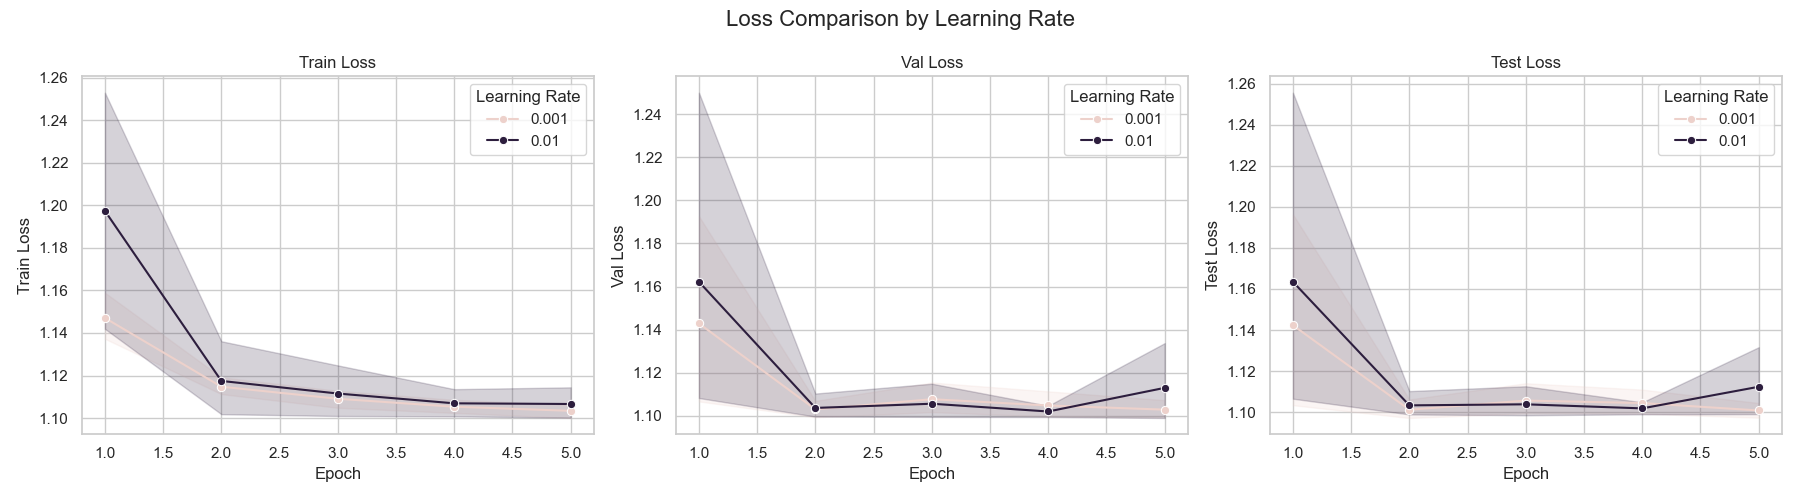 Loss Comparison by Learning Rate
Train Loss
Train Loss
1.26
1.24
1.22
1.20
1.18
1.16
1.14
1.12
1.10
1.0 1.5 2.0 2.5 3.0 3.5 4.0 4.5 5.0
Epoch
Learning Rate
0.001
0.01
Val Loss
Val Loss
1.24
1.22
1.20
1.18
1.16
1.14
1.12
1.10
1.0 1.5 2.0 2.5 3.0 3.5 4.0 4.5 5.0
Epoch
Learning Rate
0.001
0.01
Test Loss
Test Loss
1.26
1.24
1.22
1.20
1.18
1.16
1.14
1.12
1.10
1.0 1.5 2.0 2.5 3.0 3.5 4.0 4.5 5.0
Epoch
Learning Rate
0.001
0.01